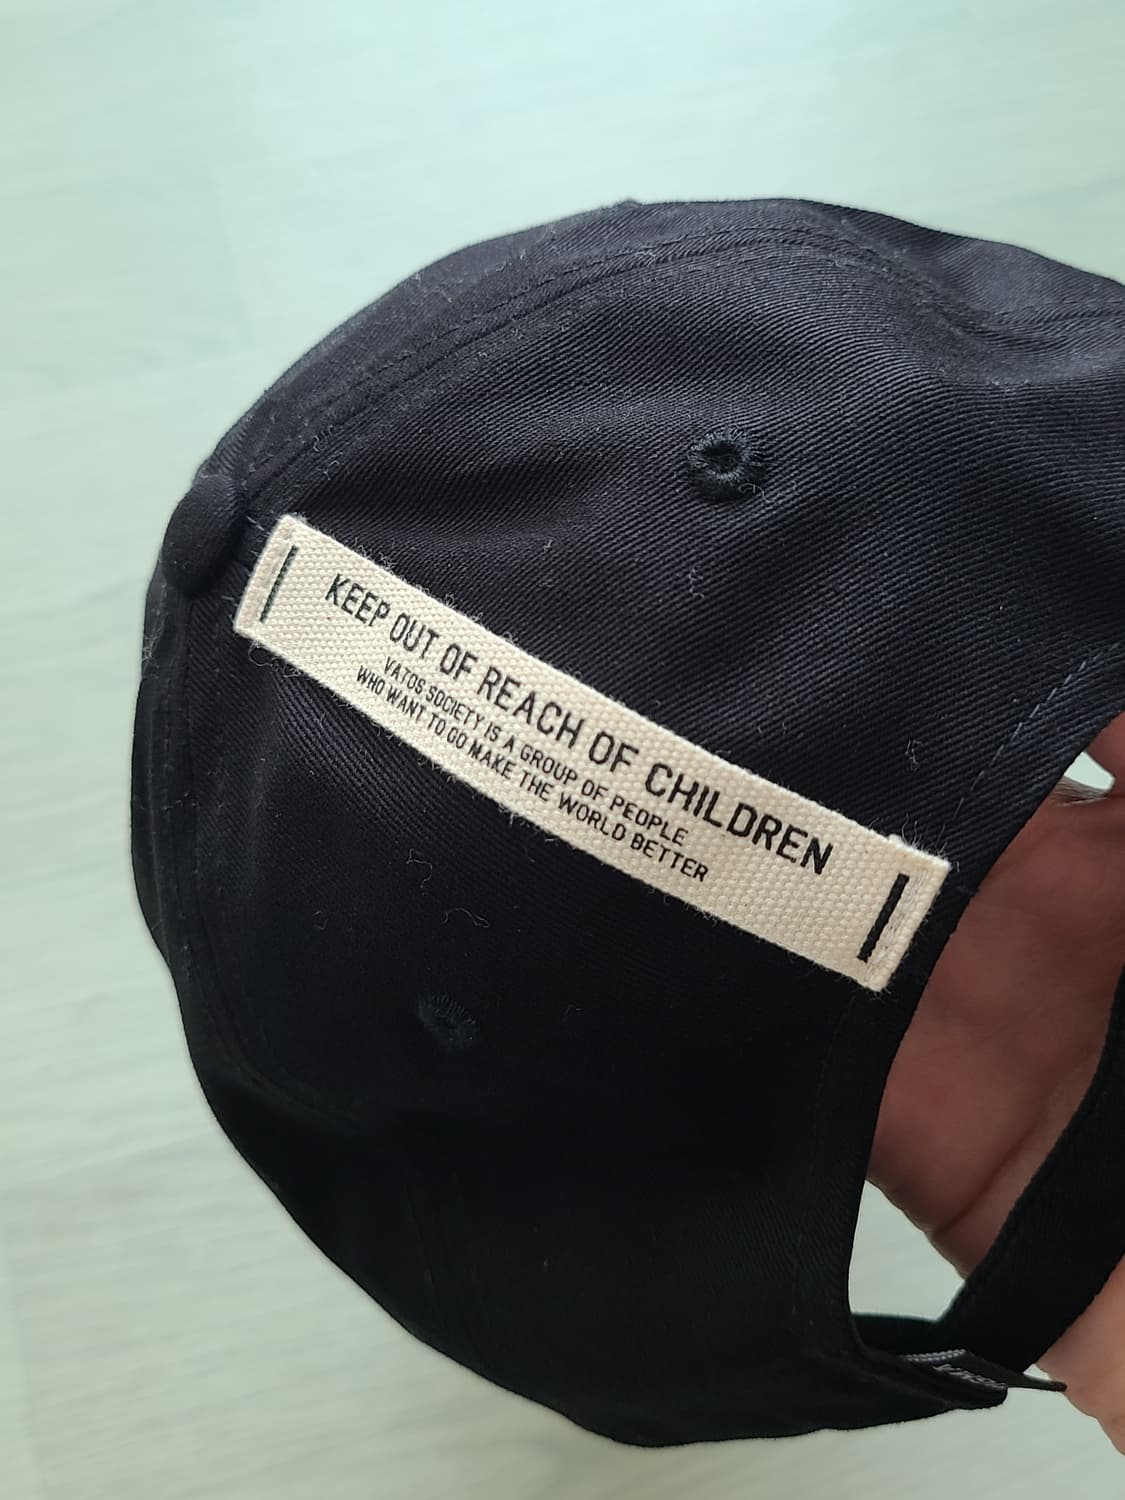 KEEP OUT OF REACH OF CHILDREN
VATOS SOCIETY IS A GROUP OF PEOPLE
WHO WANT TO GO MAKE THE WORLD BETTER